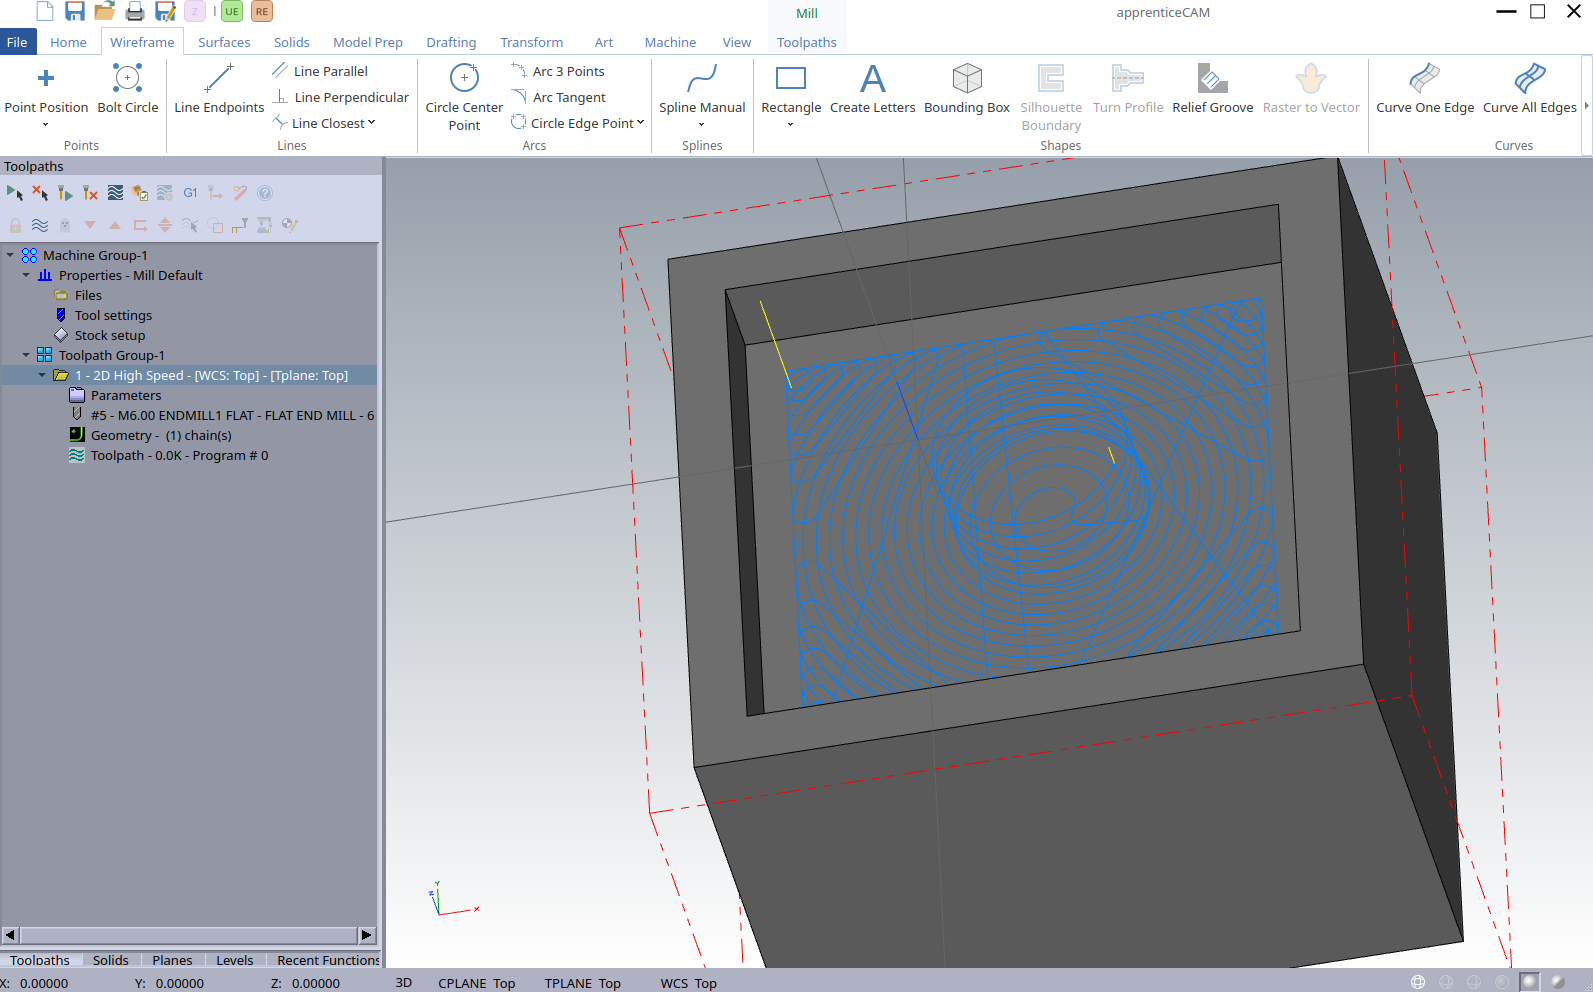 Z UE RE Mill apprenticeCAM
File Home Wireframe Surfaces Solids Model Prep Drafting Transform Art Machine View Toolpaths
Point Position
Bolt Circle
Points
Line Endpoints
Line Parallel
Line Perpendicular
Line Closest
Lines
Circle Center
Point
Arc 3 Points
Arc Tangent
Circle Edge Point
Arcs
Spline Manual
Splines
Rectangle
Create Letters
Bounding Box
Silhouette
Boundary
Turn Profile
Relief Groove
Raster to Vector
Shapes
Curve One Edge
Curve All Edges
Curves
Toolpaths
G1
Machine Group-1
Properties - Mill Default
Files
Tool settings
Stock setup
Toolpath Group-1
1 - 2D High Speed - [WCS: Top] - [Tplane: Top]
Parameters
#5 - M6.00 ENDMILL1 FLAT - FLAT END MILL - 6
Geometry - (1) chain(s)
Toolpath - 0.0K - Program # 0
Y
Z
X
Toolpaths Solids Planes Levels Recent Functions
X: 0.00000 Y: 0.00000 Z: 0.00000 3D CPLANE Top TPLANE Top WCS Top